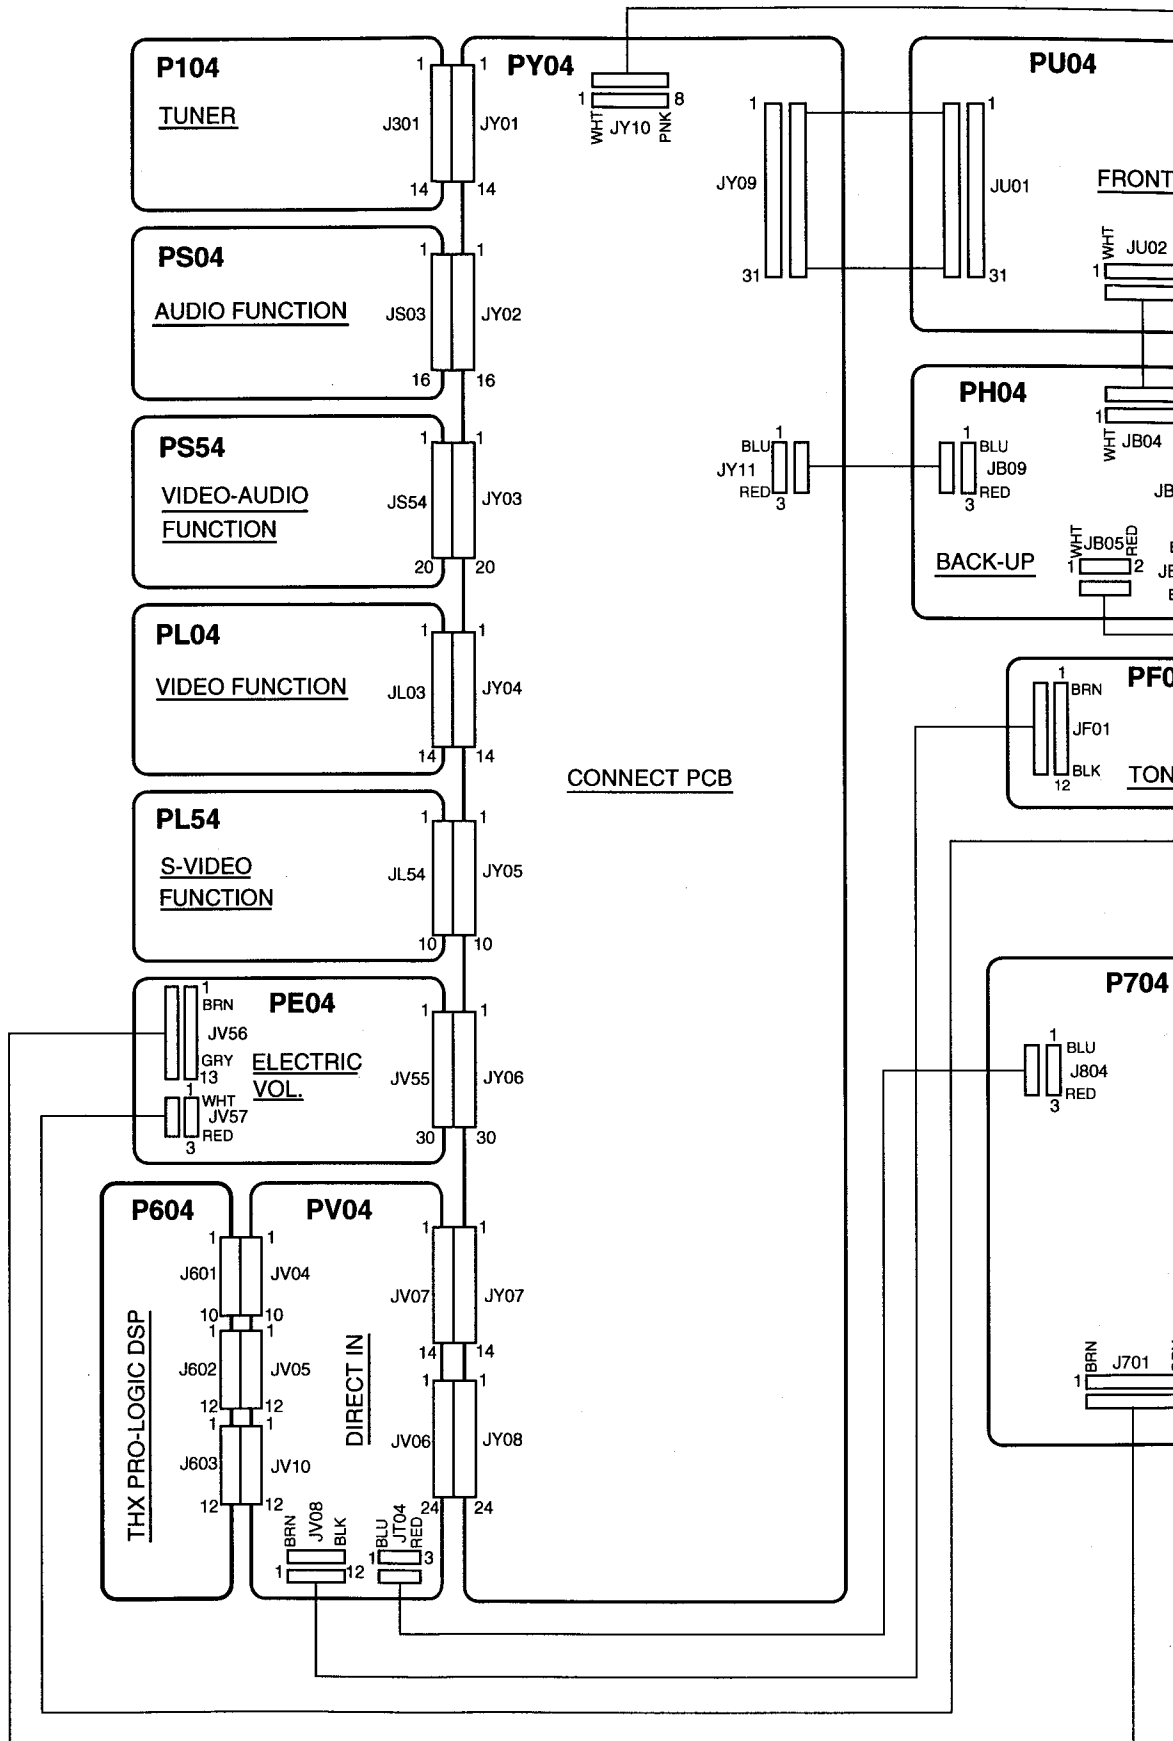 P104
TUNER
1
J301
14
1
JY01
14
PY04
1
8
WHT
JY10
PNK
1
JY09
31
PU04
1
JU01
31
FRONT
WHT
JU02
1
PS04
AUDIO FUNCTION
1
JS03
16
1
JY02
16
PS54
VIDEO-AUDIO
FUNCTION
1
JS54
20
1
JY03
20
1
BLU
JY11
RED
3
PH04
1
BLU
JB09
RED
3
1
WHT
JB04
JB
BACK-UP
WHT
JB05
RED
1
2
PL04
VIDEO FUNCTION
1
JL03
14
1
JY04
14
CONNECT PCB
PF0
1
BRN
JF01
BLK
12
TON
PL54
S-VIDEO
FUNCTION
1
JL54
10
1
JY05
10
PE04
ELECTRIC
VOL.
1
BRN
JV56
GRY
13
1
WHT
JV57
RED
3
1
JV55
30
1
JY06
30
P704
1
BLU
J804
RED
3
BRN
J701
1
P604
THX PRO-LOGIC DSP
1
J601
10
1
J602
12
1
J603
12
PV04
DIRECT IN
1
JV04
10
1
JV05
12
1
JV10
12
1
JV07
14
1
JY07
14
1
JV06
24
1
JY08
24
BRN
JV08
BLK
1
12
BLU
JT04
RED
1
3